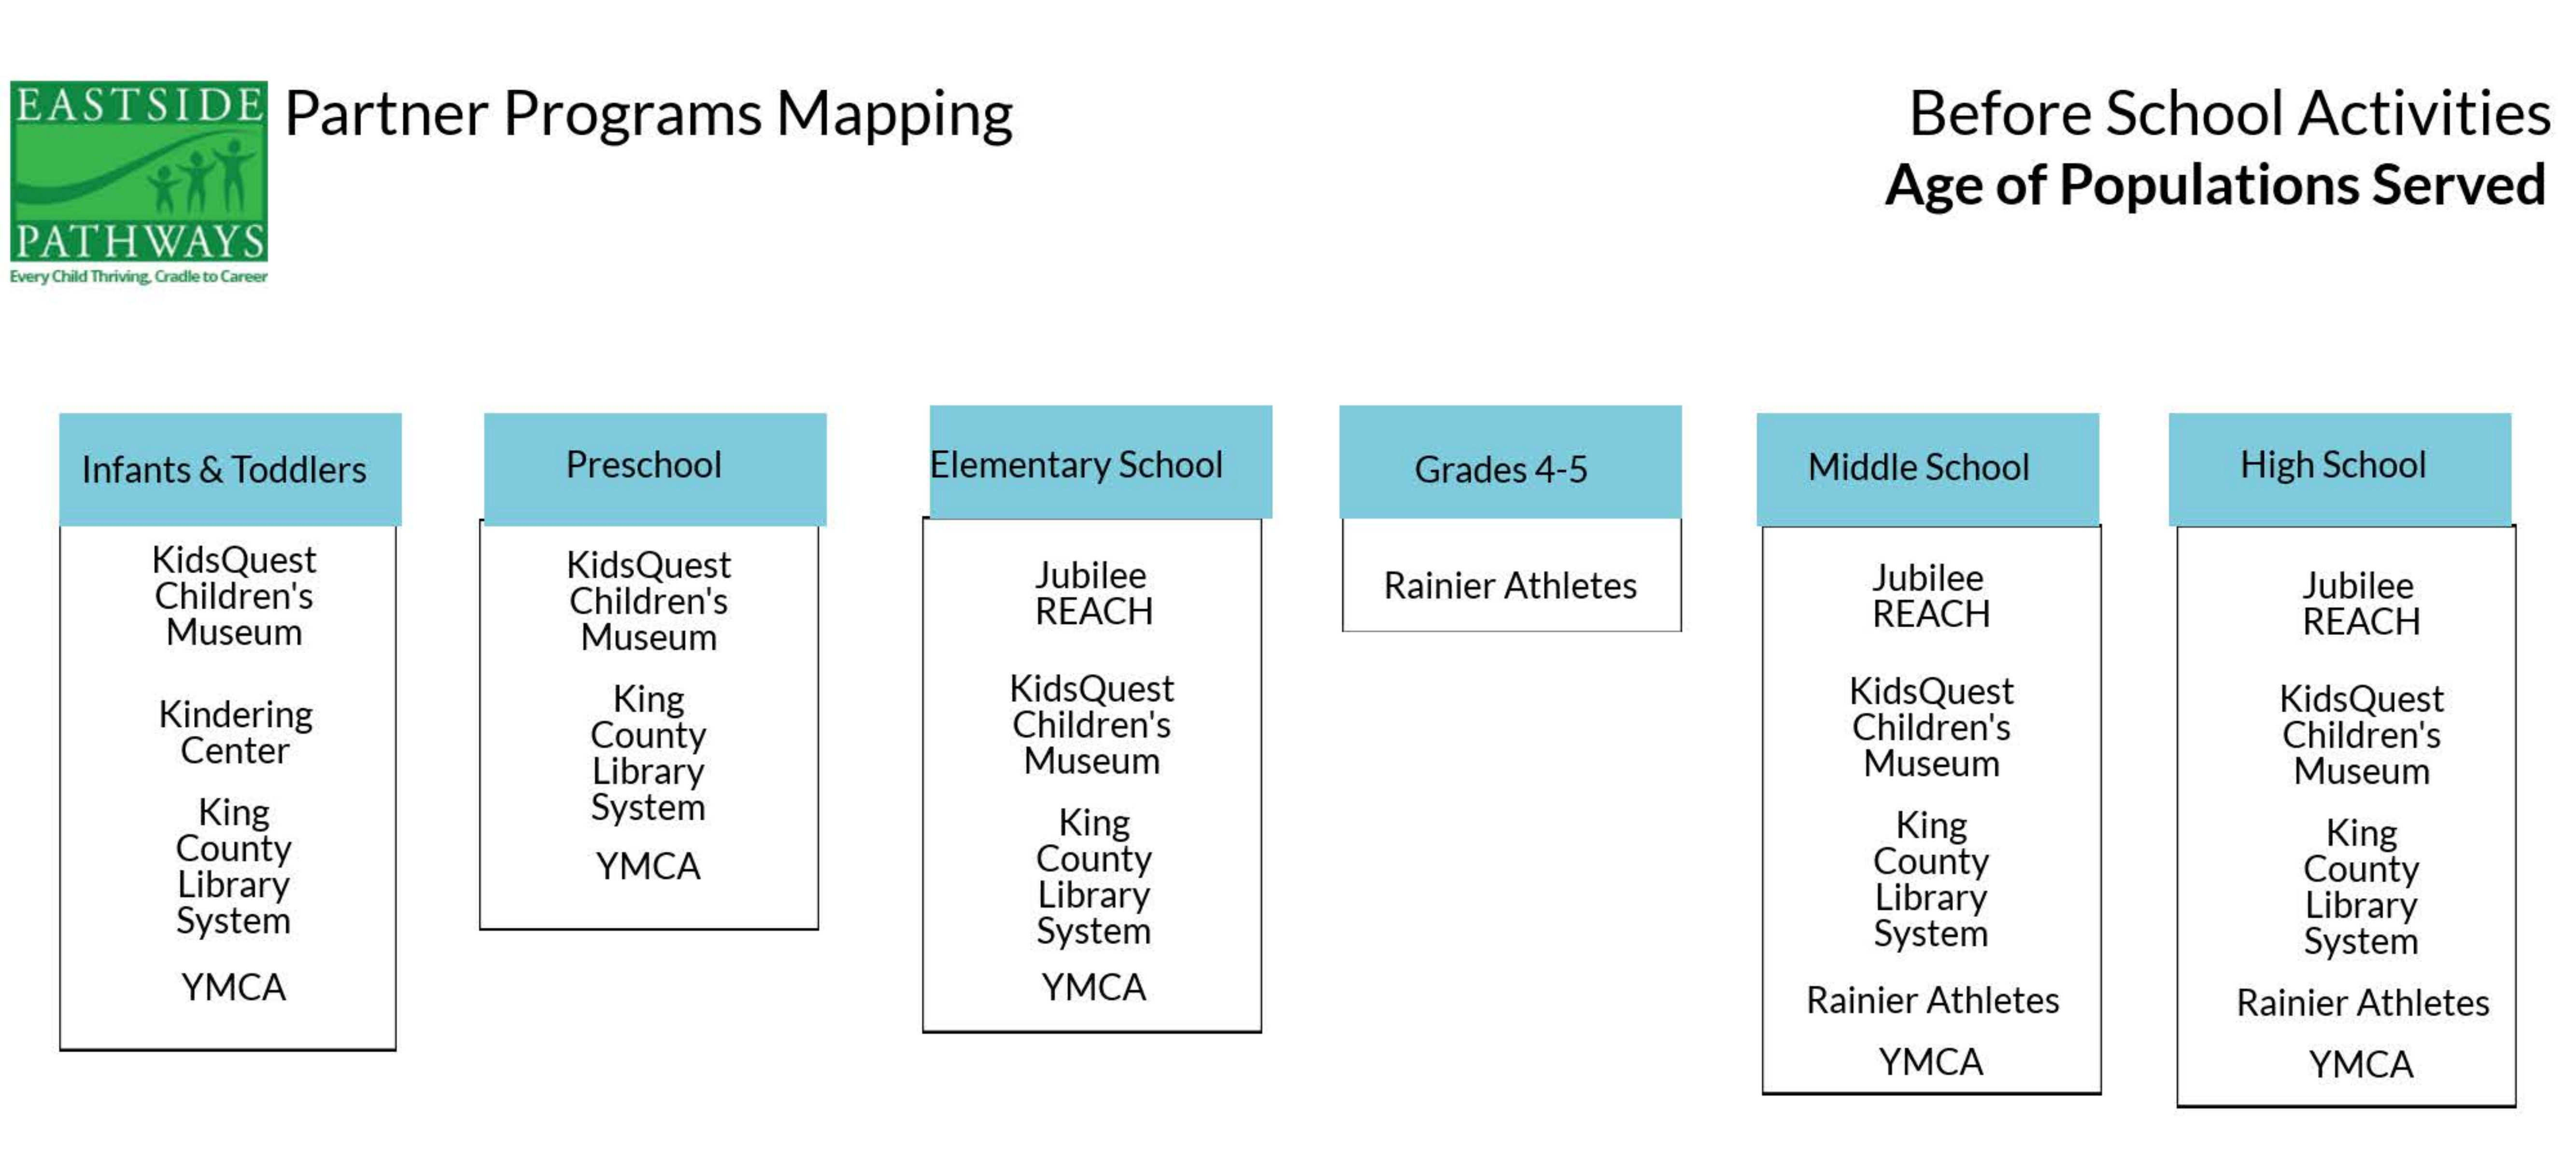 EASTSIDE
PATHWAYS
Every Child Thriving, Cradle to Career
Partner Programs Mapping
Before School Activities
Age of Populations Served
Infants & Toddlers
KidsQuest
Children's
Museum
Kindering
Center
King
County
Library
System
YMCA
Preschool
KidsQuest
Children's
Museum
King
County
Library
System
YMCA
Elementary School
Jubilee
REACH
KidsQuest
Children's
Museum
King
County
Library
System
YMCA
Grades 4-5
Rainier Athletes
Middle School
Jubilee
REACH
KidsQuest
Children's
Museum
King
County
Library
System
Rainier Athletes
YMCA
High School
Jubilee
REACH
KidsQuest
Children's
Museum
King
County
Library
System
Rainier Athletes
YMCA